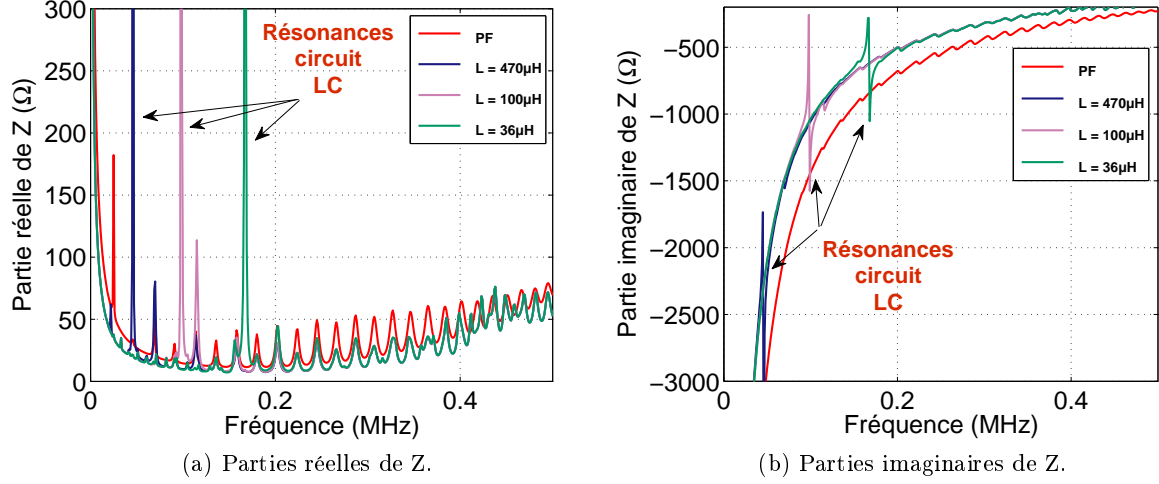 300
250
200
150
100
50
0
Partie réelle de Z (Ω)
Résonances
circuit
LC
PF
L = 470µH
L = 100µH
L = 36µH
0
0.2
0.4
Fréquence (MHz)
(a) Parties réelles de Z.
−500
−1000
−1500
−2000
−2500
−3000
Partie imaginaire de Z (Ω)
PF
L = 470µH
L = 100µH
L = 36µH
Résonances
circuit
LC
0
0.2
0.4
Fréquence (MHz)
(b) Parties imaginaires de Z.